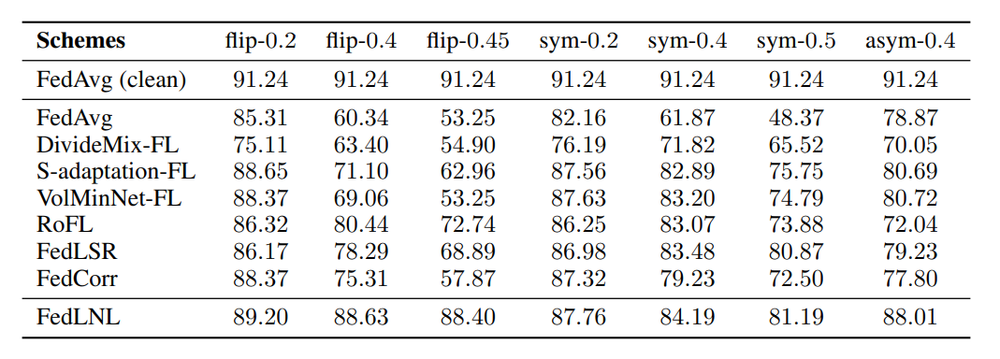 Schemes flip-0.2 flip-0.4 flip-0.45 sym-0.2 sym-0.4 sym-0.5 asym-0.4
FedAvg (clean) 91.24 91.24 91.24 91.24 91.24 91.24 91.24
FedAvg 85.31 60.34 53.25 82.16 61.87 48.37 78.87
DivideMix-FL 75.11 63.40 54.90 76.19 71.82 65.52 70.05
S-adaptation-FL 88.65 71.10 62.96 87.56 82.89 75.75 80.69
VolMinNet-FL 88.37 69.06 53.25 87.63 83.20 74.79 80.72
RoFL 86.32 80.44 72.74 86.25 83.07 73.88 72.04
FedLSR 86.17 78.29 68.89 86.98 83.48 80.87 79.23
FedCorr 88.37 75.31 57.87 87.32 79.23 72.50 77.80
FedLNL 89.20 88.63 88.40 87.76 84.19 81.19 88.01